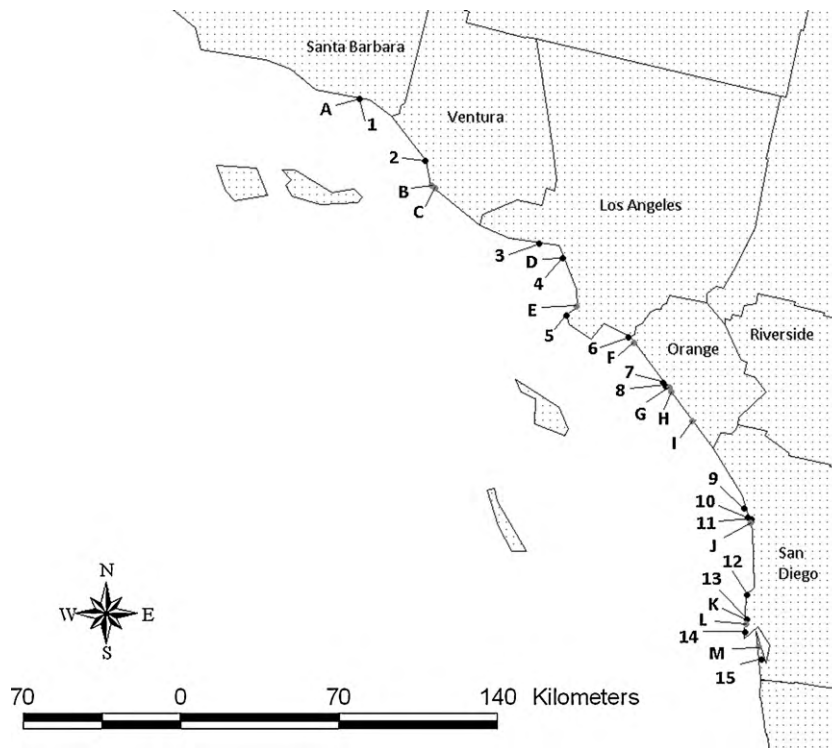 Santa Barbara
A
1
Ventura
2
B
C
Los Angeles
3
D
4
E
5
6
F
Orange
Riverside
7
8
G
H
I
9
10
11
J
12
San
Diego
13
K
L
14
M
15
N
W E
S
70 0 70 140 Kilometers